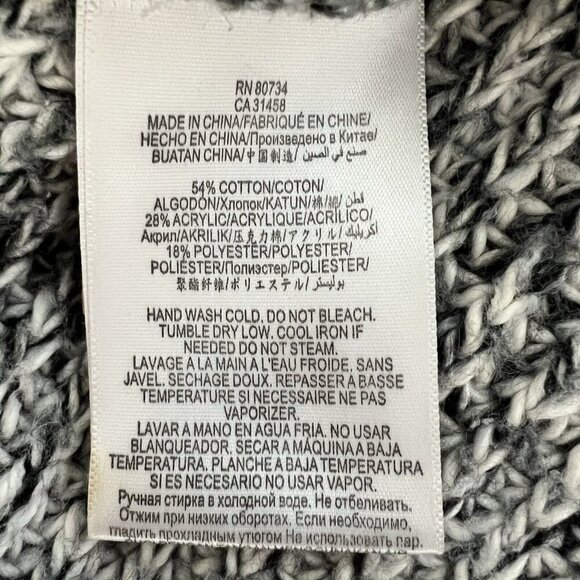 RN 80734
CA 31458
MADE IN CHINA/FABRIQUÉ EN CHINE/
HECHO EN CHINA/Произведено в Китае/
BUATAN CHINA/中国制造/ صنع في الصين
54% COTTON/COTON/
ALGODÓN/Хлопок/KATUN/棉/綿/ قطن
28% ACRYLIC/ACRYLIQUE/ACRÍLICO/
Акрил/AKRILIK/压克力棉/アクリル/ أكريليك
18% POLYESTER/POLYESTER/
POLIÉSTER/Полиэстер/POLIESTER/
聚酯纤维/ポリエステル/ بوليستر
HAND WASH COLD. DO NOT BLEACH.
TUMBLE DRY LOW. COOL IRON IF
NEEDED DO NOT STEAM.
LAVAGE A LA MAIN A L'EAU FROIDE. SANS
JAVEL. SECHAGE DOUX. REPASSER A BASSE
TEMPERATURE SI NECESSAIRE NE PAS
VAPORIZER.
LAVAR A MANO EN AGUA FRIA. NO USAR
BLANQUEADOR. SECAR A MÁQUINA A BAJA
TEMPERATURA. PLANCHE A BAJA TEMPERATURA
SI ES NECESARIO NO USAR VAPOR.
Ручная стирка в холодной воде. Не отбеливать.
Отжим при низких оборотах. Если необходимо,
гладить прохладным утюгом Не использовать пар.